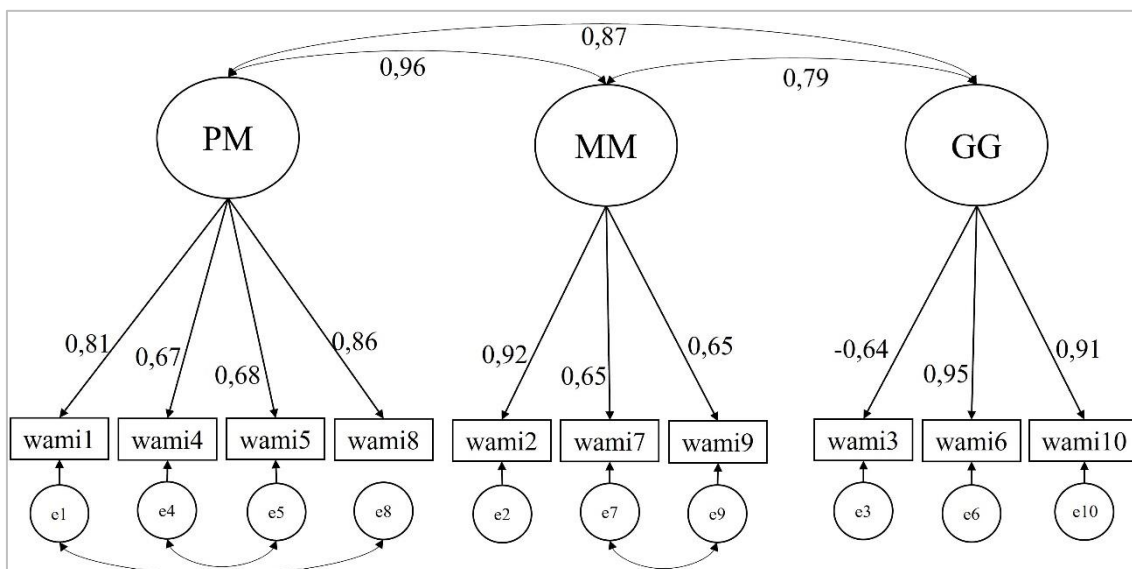 0,87
0,96
0,79
PM
MM
GG
0,81
0,67
0,68
0,86
0,92
0,65
0,65
-0,64
0,95
0,91
wami1
wami4
wami5
wami8
wami2
wami7
wami9
wami3
wami6
wami10
e1
e4
e5
e8
e2
e7
e9
e3
e6
e10